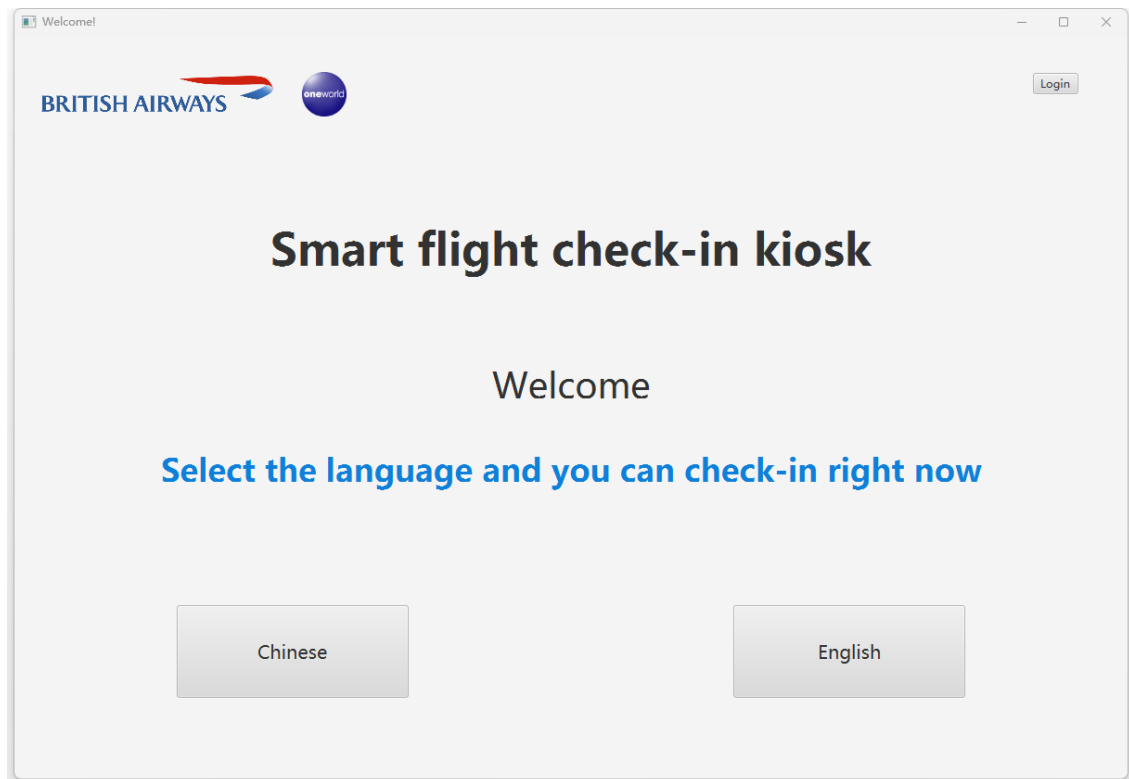 Welcome!
BRITISH AIRWAYS
oneworld
Login
Smart flight check-in kiosk
Welcome
Select the language and you can check-in right now
Chinese
English